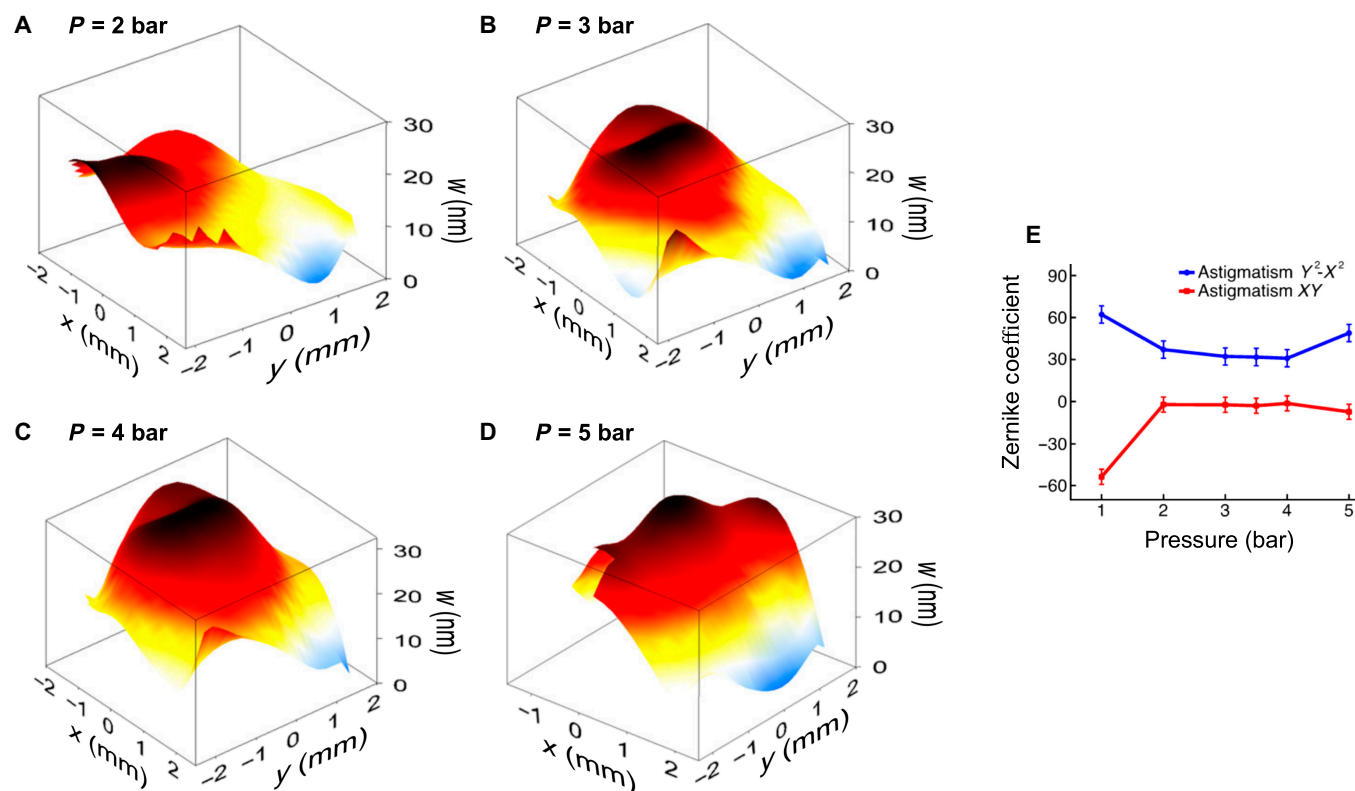 A P = 2 bar
30
20
10
0
w (nm)
−2
−1
0
1
2
x (mm)
−2
−1
0
1
2
y (mm)
B P = 3 bar
30
20
10
0
w (nm)
−2
−1
0
1
2
x (mm)
−2
−1
0
1
2
y (mm)
C P = 4 bar
30
20
10
0
w (nm)
−2
−1
0
1
2
x (mm)
−2
−1
0
1
2
y (mm)
D P = 5 bar
30
20
10
0
w (nm)
−1
0
1
2
x (mm)
−2
−1
0
1
2
y (mm)
E
Astigmatism Y²-X²
Astigmatism XY
90
60
30
0
−30
−60
Zernike coefficient
1 2 3 4 5
Pressure (bar)